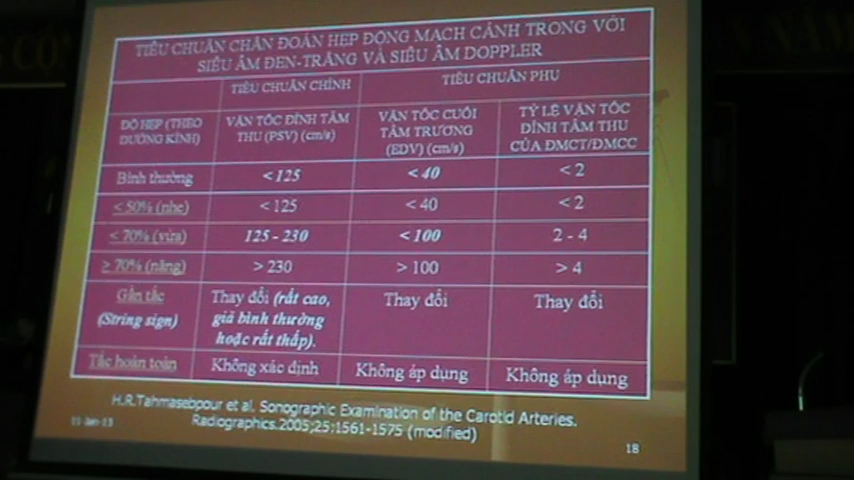 TIÊU CHUẨN CHẨN ĐOÁN HẸP ĐỘNG MẠCH CẢNH TRONG VỚI
SIÊU ÂM ĐEN-TRẮNG VÀ SIÊU ÂM DOPPLER
TIÊU CHUẨN CHÍNH
TIÊU CHUẨN PHỤ
ĐỘ HẸP (THEO
ĐƯỜNG KÍNH)
VẬN TỐC ĐỈNH TÂM
THU (PSV) (cm/s)
VẬN TỐC CUỐI
TÂM TRƯƠNG
(EDV) (cm/s)
TỶ LỆ VẬN TỐC
ĐỈNH TÂM THU
CỦA ĐMCT/ĐMCC
Bình thường <125 <40 <2
< 50% (nhẹ) <125 <40 <2
< 70% (vừa) 125 - 230 <100 2 - 4
≥ 70% (nặng) > 230 > 100 > 4
Gần tắc
(String sign)
Thay đổi (rất cao,
giả bình thường
hoặc rất thấp).
Thay đổi
Thay đổi
Tắc hoàn toàn Không xác định Không áp dụng Không áp dụng
H.R.Tahmasebpour et al. Sonographic Examination of the Carotid Arteries.
Radiographics.2005;25:1561-1575 (modified)
11-Jan-13
18